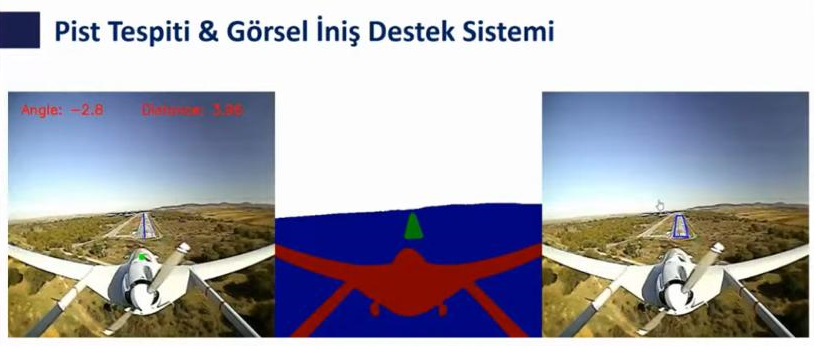 Pist Tespiti & Görsel İniş Destek Sistemi
Angle: -2.8 Distance: 3.86